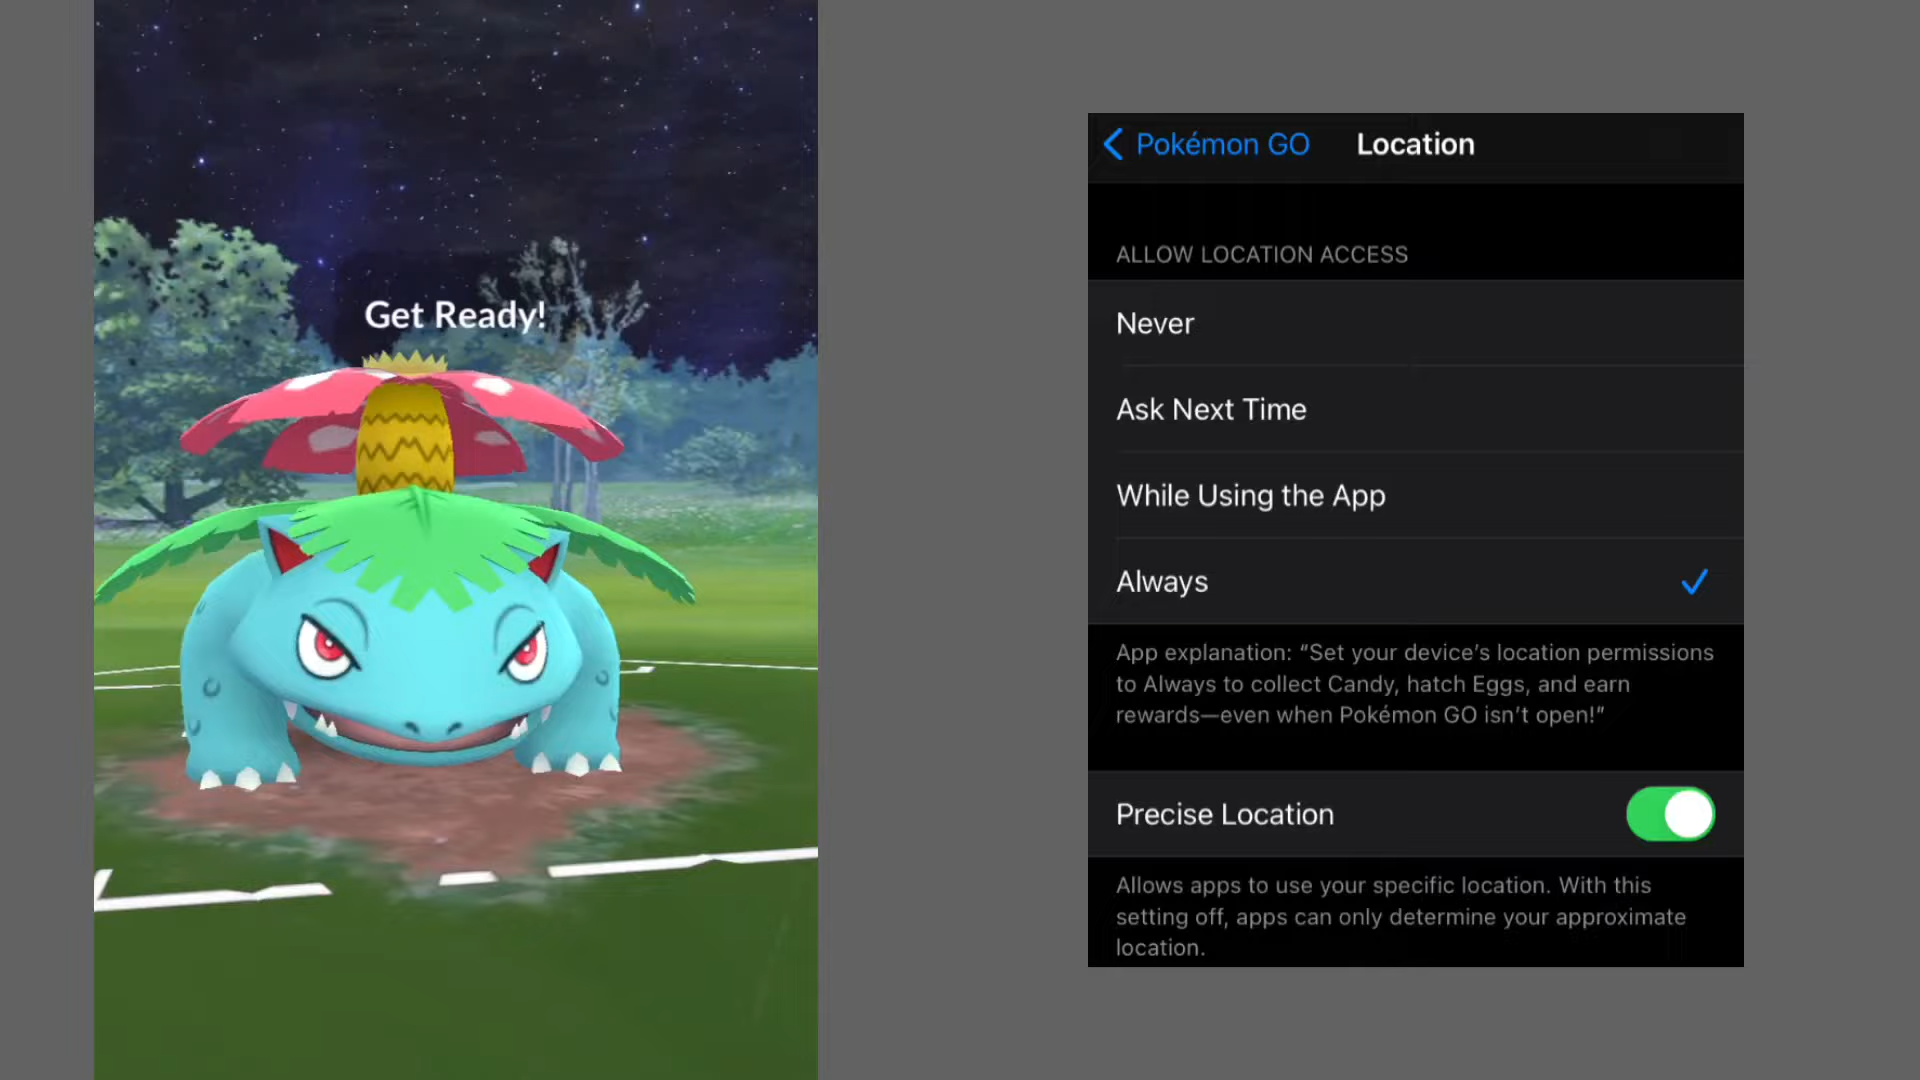 Get Ready!
Pokémon GO
Location
ALLOW LOCATION ACCESS
Never
Ask Next Time
While Using the App
Always
App explanation: “Set your device’s location permissions
to Always to collect Candy, hatch Eggs, and earn
rewards—even when Pokémon GO isn’t open!”
Precise Location
Allows apps to use your specific location. With this
setting off, apps can only determine your approximate
location.